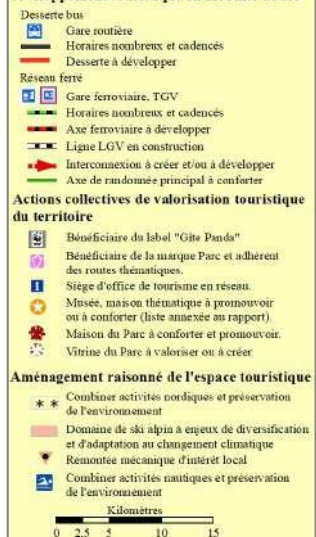 Desserte bus
Gare routière
Horaires nombreux et cadencés
Desserte à développer
Réseau ferré
Gare ferroviaire, TGV
Horaires nombreux et cadencés
Axe ferroviaire à développer
Ligne LGV en construction
Interconnexion à créer et/ou à développer
Axe de randonnée principal à conforter
Actions collectives de valorisation touristique
du territoire
Bénéficiaire du label "Gîte Panda"
Bénéficiaire de la marque Parc et adhérent
des routes thématiques.
Siège d'office de tourisme en réseau.
Musée, maison thématique à promouvoir
ou à conforter (liste annexée au rapport).
Maison du Parc à conforter et promouvoir.
Vitrine du Parc à valoriser ou à créer
Aménagement raisonné de l'espace touristique
Combiner activités nordiques et préservation
de l'environnement
Domaine de ski alpin à enjeux de diversification
et d'adaptation au changement climatique
Remontée mécanique d'intérêt local
Combiner activités nautiques et préservation
de l'environnement
Kilomètres
0 2,5 5 10 15